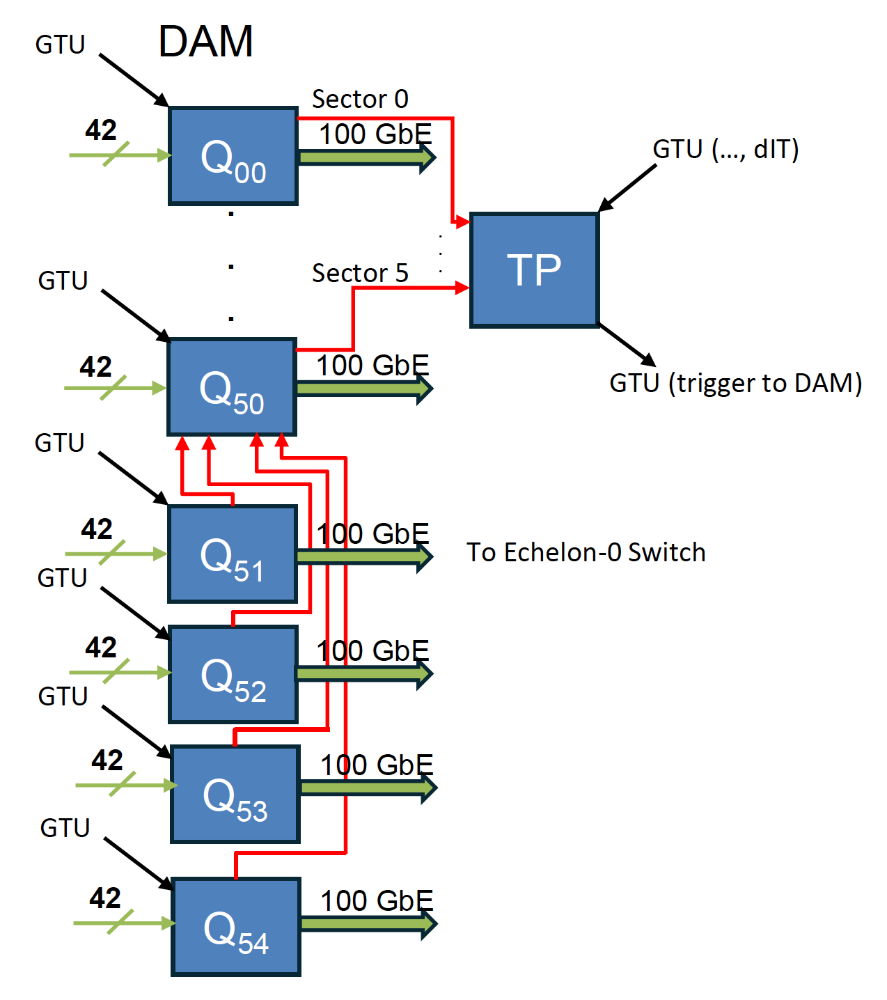 GTU
DAM
Sector 0
42
100 GbE
Q00
GTU (..., dIT)
TP
GTU
Sector 5
42
100 GbE
Q50
GTU (trigger to DAM)
GTU
42
100 GbE
Q51
To Echelon-0 Switch
GTU
42
100 GbE
Q52
GTU
42
100 GbE
Q53
GTU
42
100 GbE
Q54